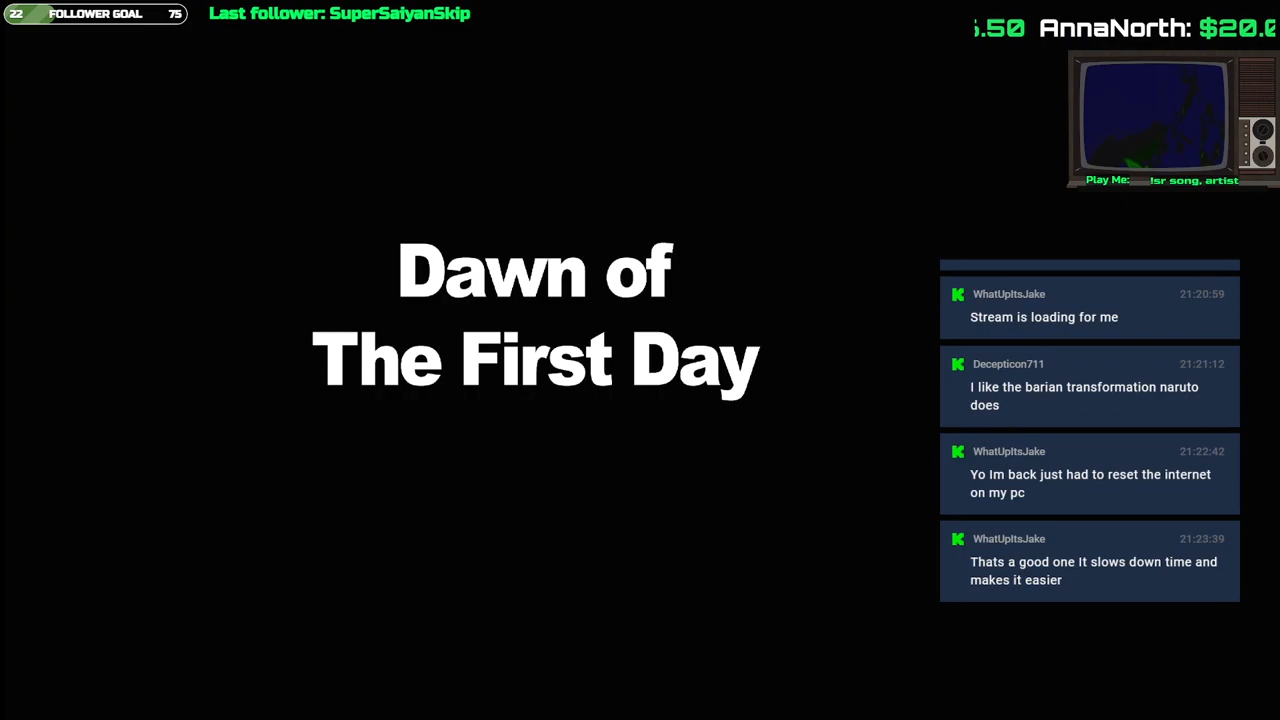 22 FOLLOWER GOAL 75
Last follower: SuperSaiyanSkip
.50 AnnaNorth: $20.0
Play Me: !sr song, artist
Dawn of
The First Day
WhatUpItsJake 21:20:59
Stream is loading for me
Decepticon711 21:21:12
I like the barian transformation naruto
does
WhatUpItsJake 21:22:42
Yo Im back just had to reset the internet
on my pc
WhatUpItsJake 21:23:39
Thats a good one It slows down time and
makes it easier